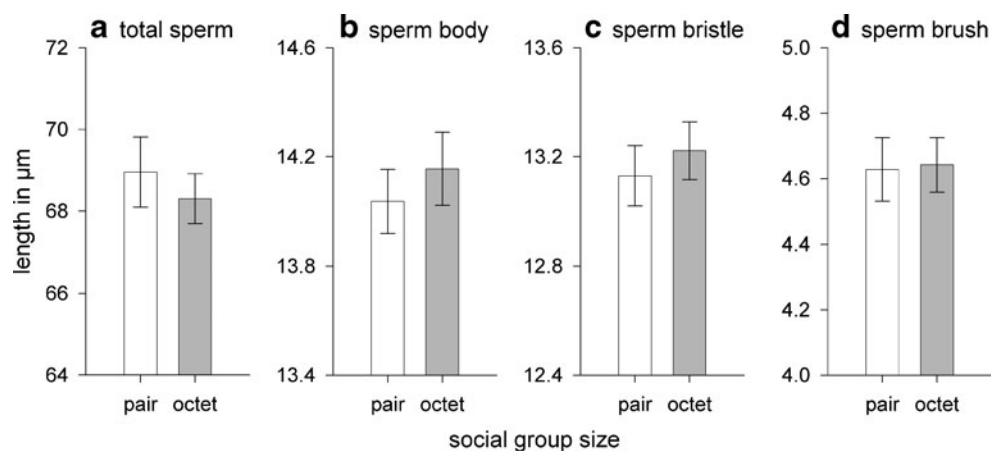 a total sperm
b sperm body
c sperm bristle
d sperm brush
length in µm
72
70
68
66
64
14.6
14.2
13.8
13.4
13.6
13.2
12.8
12.4
5.0
4.8
4.6
4.4
4.2
4.0
pair octet
pair octet
pair octet
pair octet
social group size